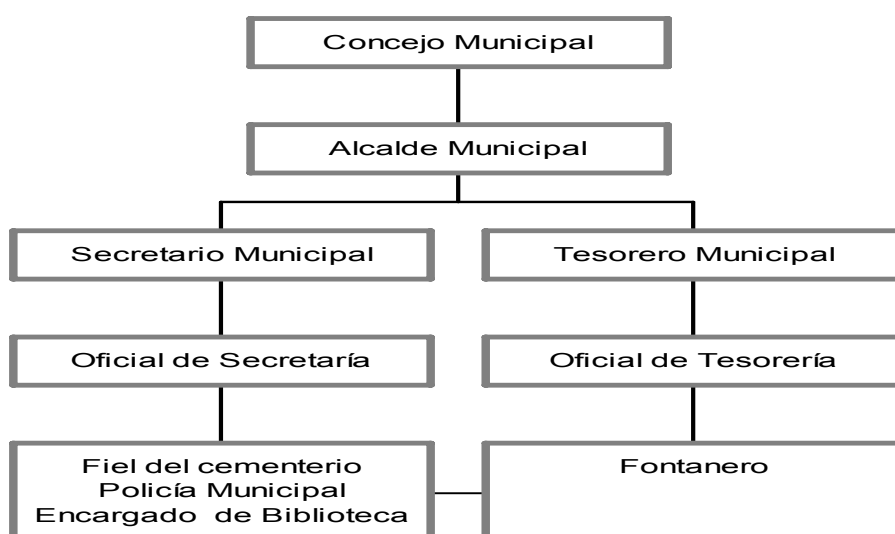 Concejo Municipal
Alcalde Municipal
Secretario Municipal
Tesorero Municipal
Oficial de Secretaría
Oficial de Tesorería
Fiel del cementerio
Policía Municipal
Encargado de Biblioteca
Fontanero